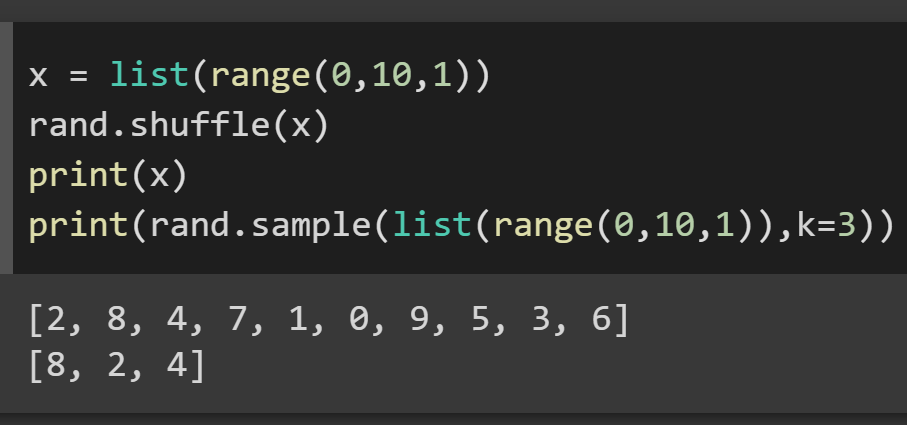 x = list(range(0,10,1))
rand.shuffle(x)
print(x)
print(rand.sample(list(range(0,10,1)),k=3))
[2, 8, 4, 7, 1, 0, 9, 5, 3, 6]
[8, 2, 4]